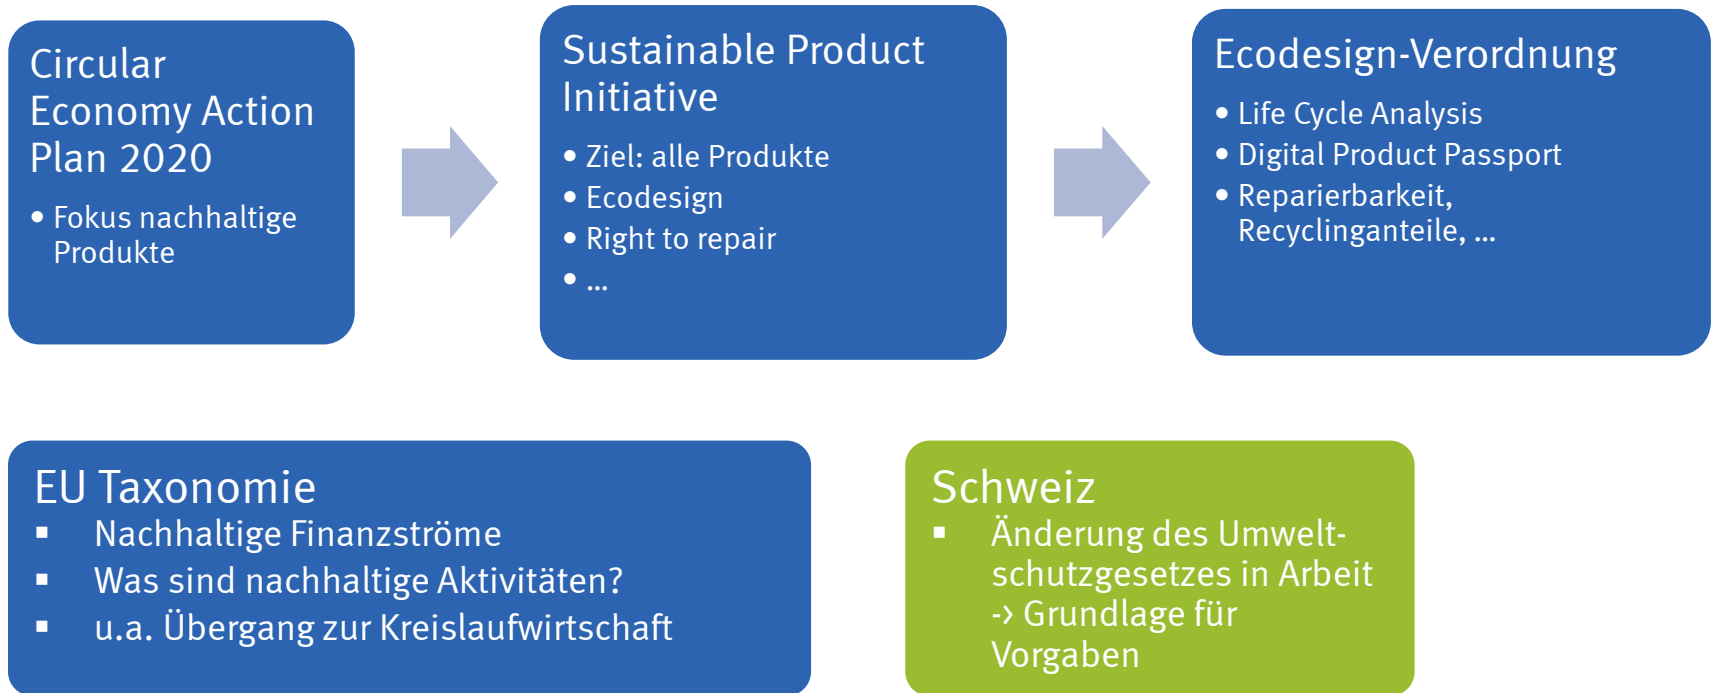 Circular
Economy Action
Plan 2020
• Fokus nachhaltige
Produkte
Sustainable Product
Initiative
• Ziel: alle Produkte
• Ecodesign
• Right to repair
• ...
Ecodesign-Verordnung
• Life Cycle Analysis
• Digital Product Passport
• Reparierbarkeit,
Recyclinganteile, ...
EU Taxonomie
▪ Nachhaltige Finanzströme
▪ Was sind nachhaltige Aktivitäten?
▪ u.a. Übergang zur Kreislaufwirtschaft
Schweiz
▪ Änderung des Umwelt-
schutzgesetzes in Arbeit
-> Grundlage für
Vorgaben